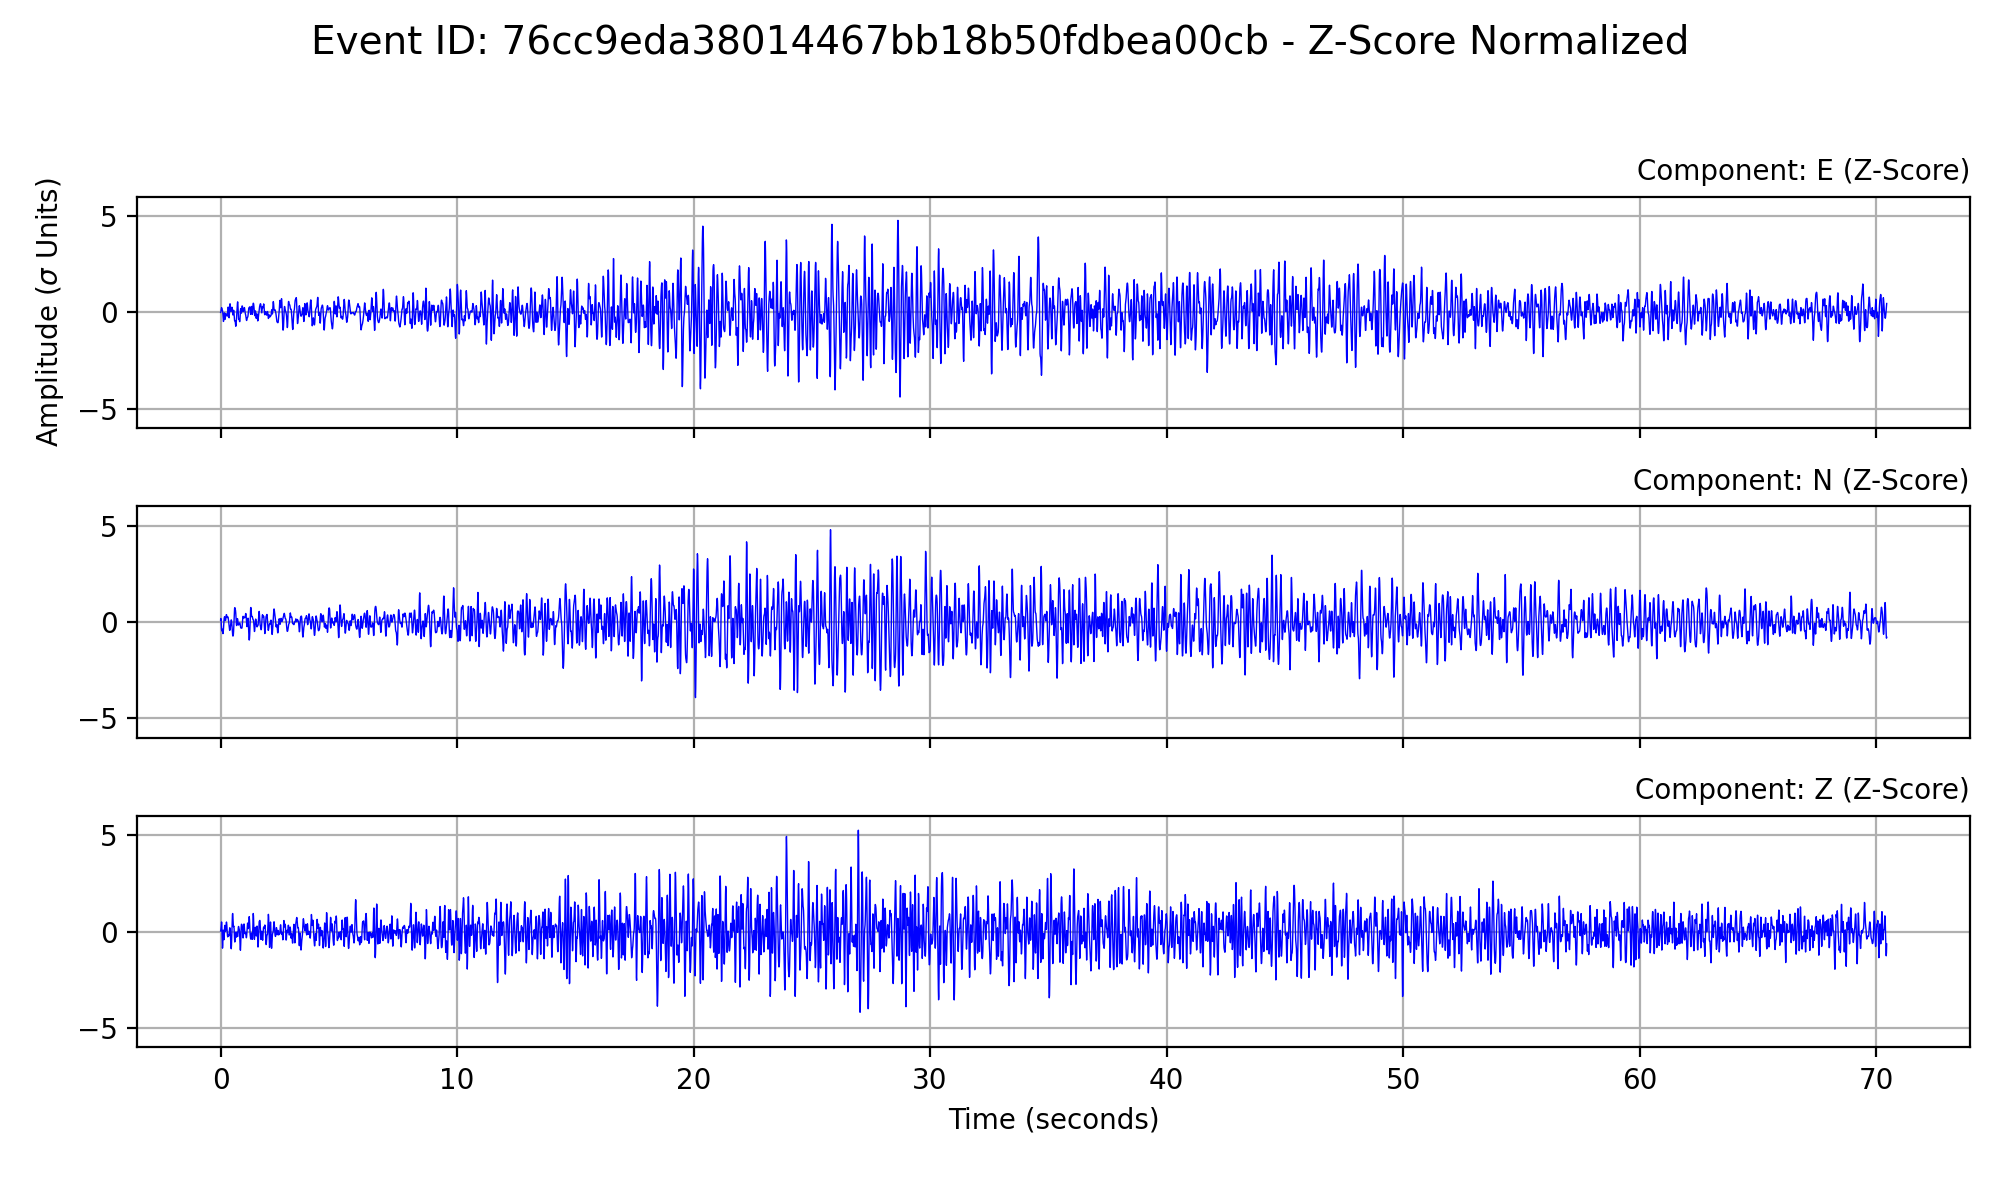 Event ID: 76cc9eda38014467bb18b50fdbea00cb - Z-Score Normalized
Component: E (Z-Score)
Amplitude (σ Units)
5
0
−5
Component: N (Z-Score)
5
0
−5
Component: Z (Z-Score)
5
0
−5
0 10 20 30 40 50 60 70
Time (seconds)